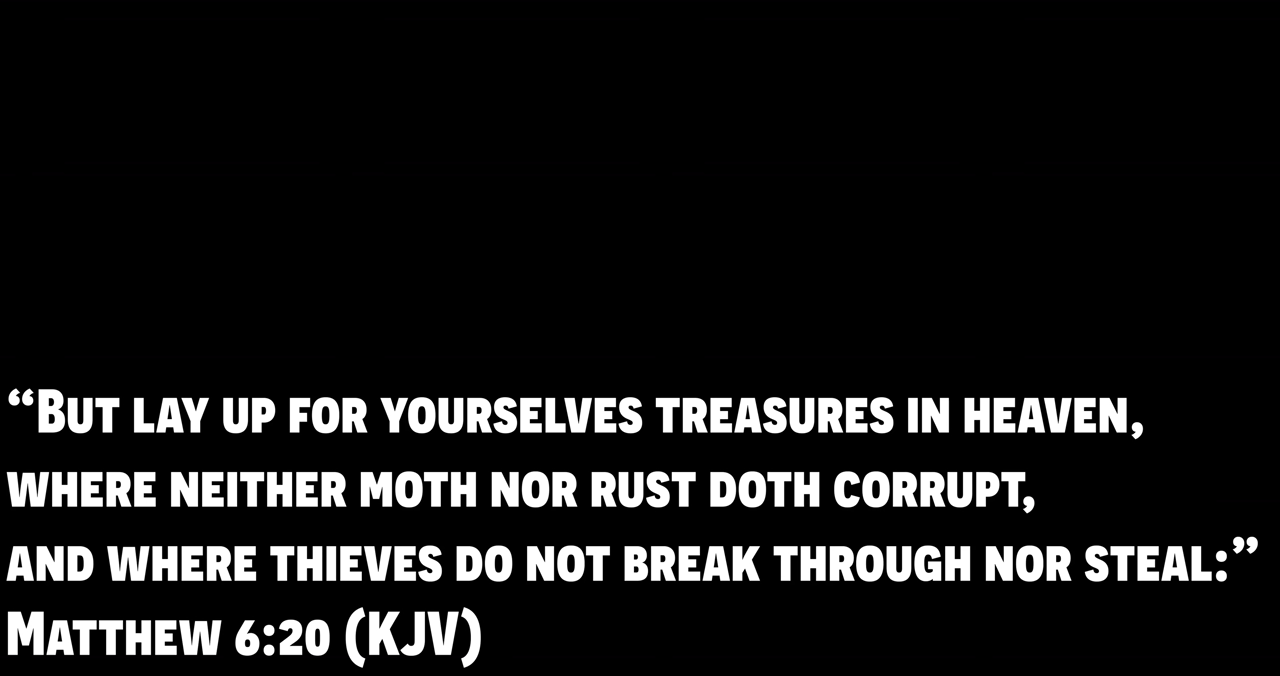 “But lay up for yourselves treasures in heaven,
where neither moth nor rust doth corrupt,
and where thieves do not break through nor steal:”
Matthew 6:20 (KJV)